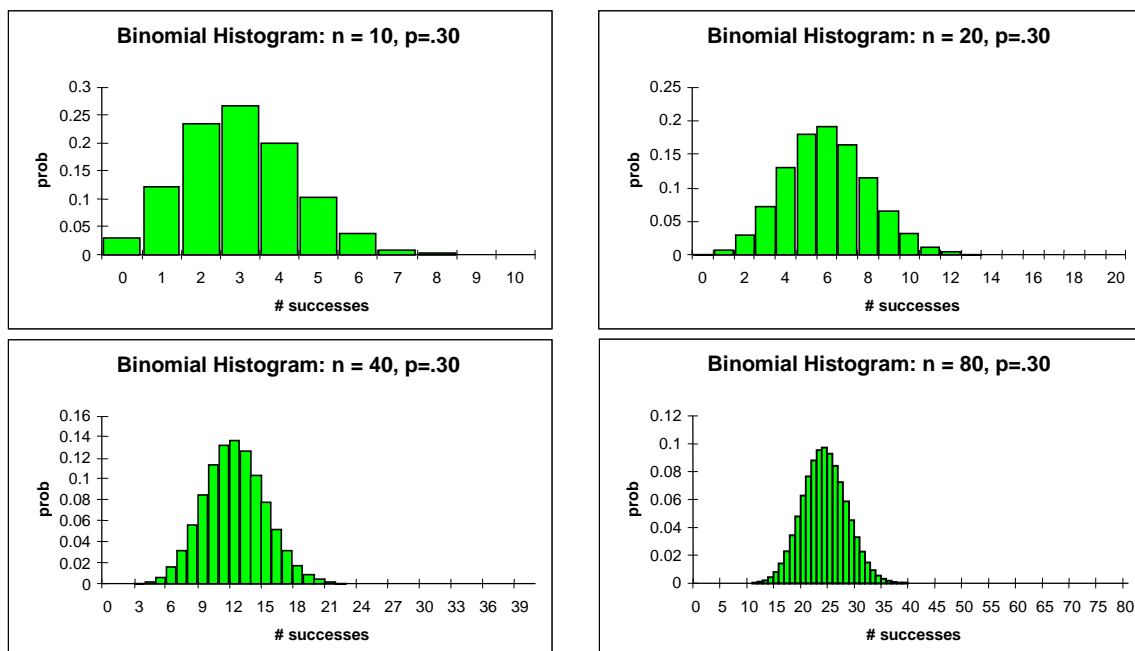 Binomial Histogram: n = 10, p=.30
0.3
0.25
0.2
0.15
0.1
0.05
0
prob
0 1 2 3 4 5 6 7 8 9 10
# successes
Binomial Histogram: n = 20, p=.30
0.25
0.2
0.15
0.1
0.05
0
prob
0 2 4 6 8 10 12 14 16 18 20
# successes
Binomial Histogram: n = 40, p=.30
0.16
0.14
0.12
0.1
0.08
0.06
0.04
0.02
0
prob
0 3 6 9 12 15 18 21 24 27 30 33 36 39
# successes
Binomial Histogram: n = 80, p=.30
0.12
0.1
0.08
0.06
0.04
0.02
0
prob
0 5 10 15 20 25 30 35 40 45 50 55 60 65 70 75 80
# successes